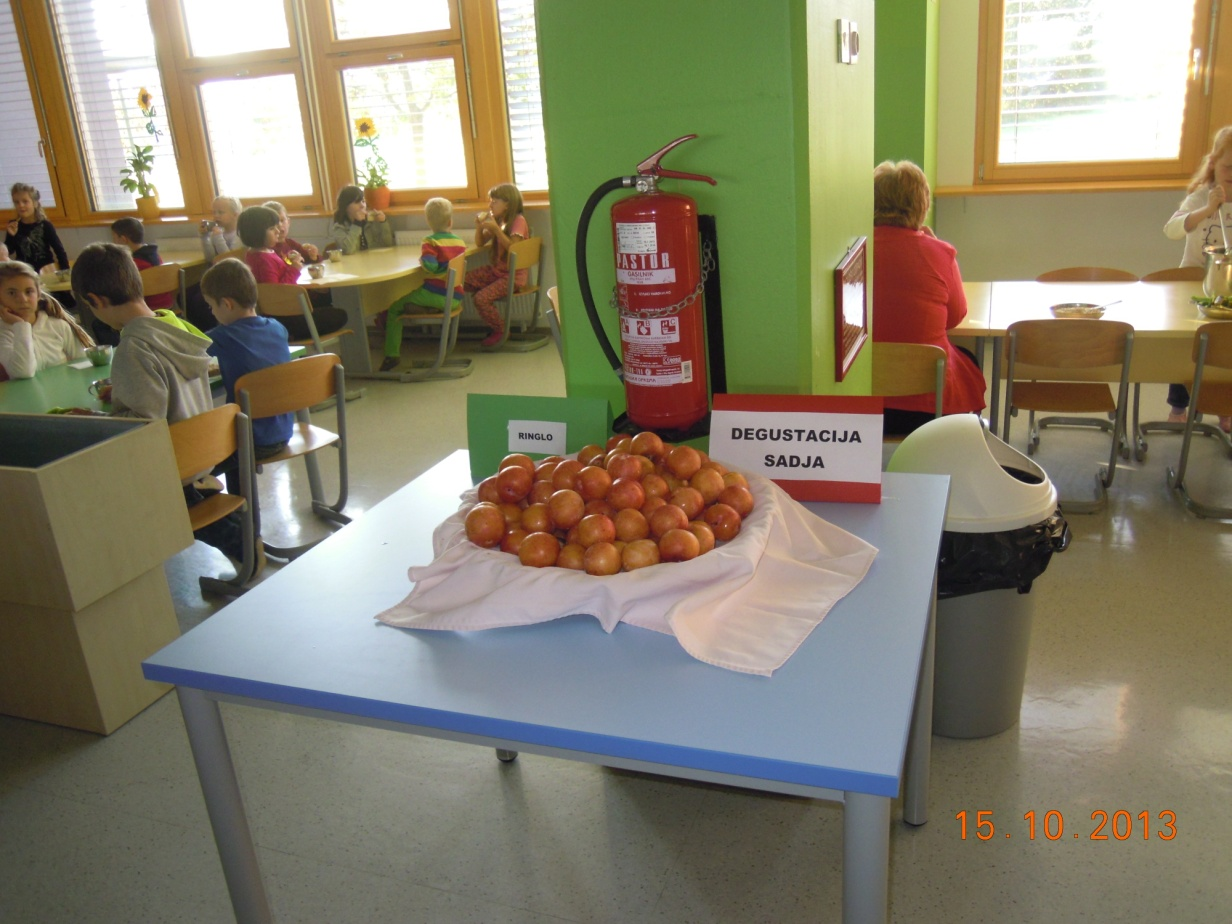 PASTOR
GASILNIK
RINGLO
DEGUSTACIJA
SADJA
15.10.2013